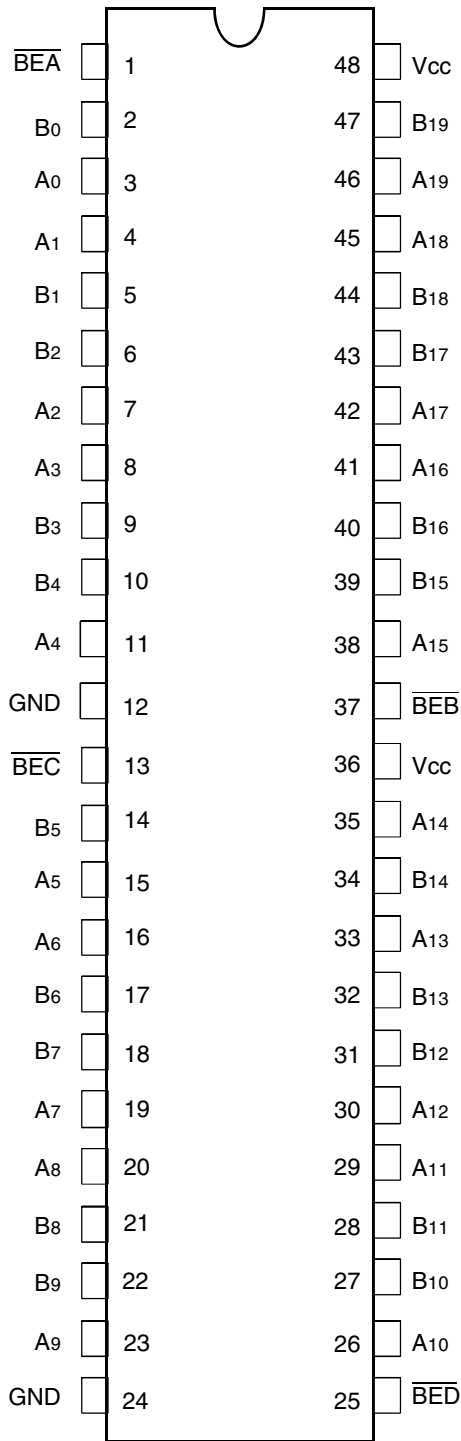 B̅E̅A̅ 1 48 Vcc
B0 2 47 B19
A0 3 46 A19
A1 4 45 A18
B1 5 44 B18
B2 6 43 B17
A2 7 42 A17
A3 8 41 A16
B3 9 40 B16
B4 10 39 B15
A4 11 38 A15
GND 12 37 B̅E̅B̅
B̅E̅C̅ 13 36 Vcc
B5 14 35 A14
A5 15 34 B14
A6 16 33 A13
B6 17 32 B13
B7 18 31 B12
A7 19 30 A12
A8 20 29 A11
B8 21 28 B11
B9 22 27 B10
A9 23 26 A10
GND 24 25 B̅E̅D̅